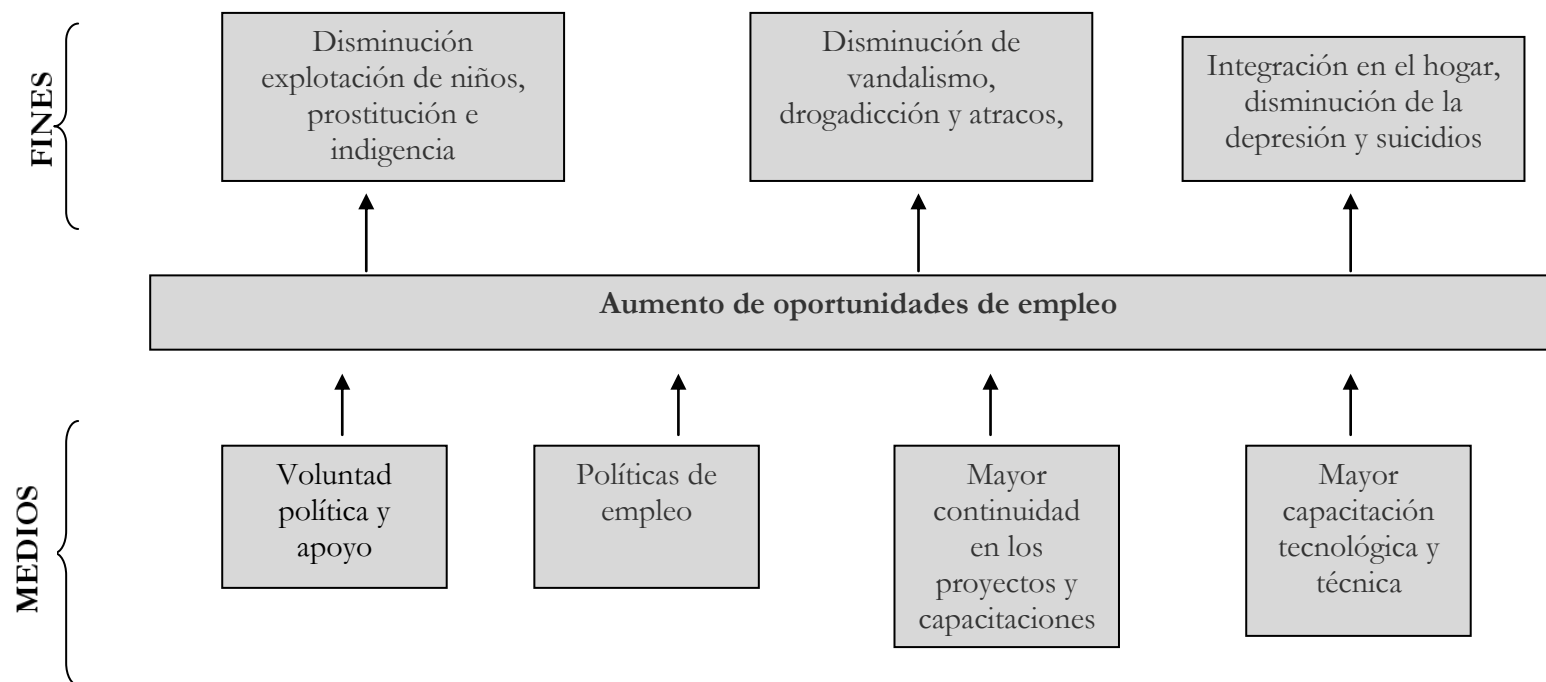 FINES
Disminución
explotación de niños,
prostitución e
indigencia
Disminución de
vandalismo,
drogadicción y atracos,
Integración en el hogar,
disminución de la
depresión y suicidios
Aumento de oportunidades de empleo
MEDIOS
Voluntad
política y
apoyo
Políticas de
empleo
Mayor
continuidad
en los
proyectos y
capacitaciones
Mayor
capacitación
tecnológica y
técnica